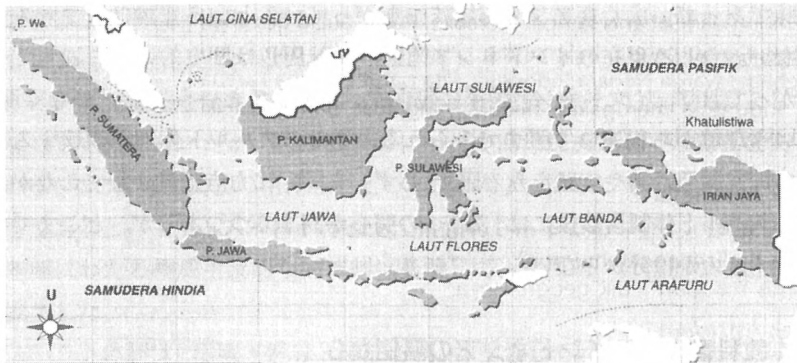 LAUT CINA SELATAN
P. We
LAUT SULAWESI
SAMUDERA PASIFIK
Khatulistiwa
P. SUMATERA
P. KALIMANTAN
P. SULAWESI
IRIAN JAYA
LAUT JAWA
LAUT BANDA
P. JAWA
LAUT FLORES
SAMUDERA HINDIA
LAUT ARAFURU
U